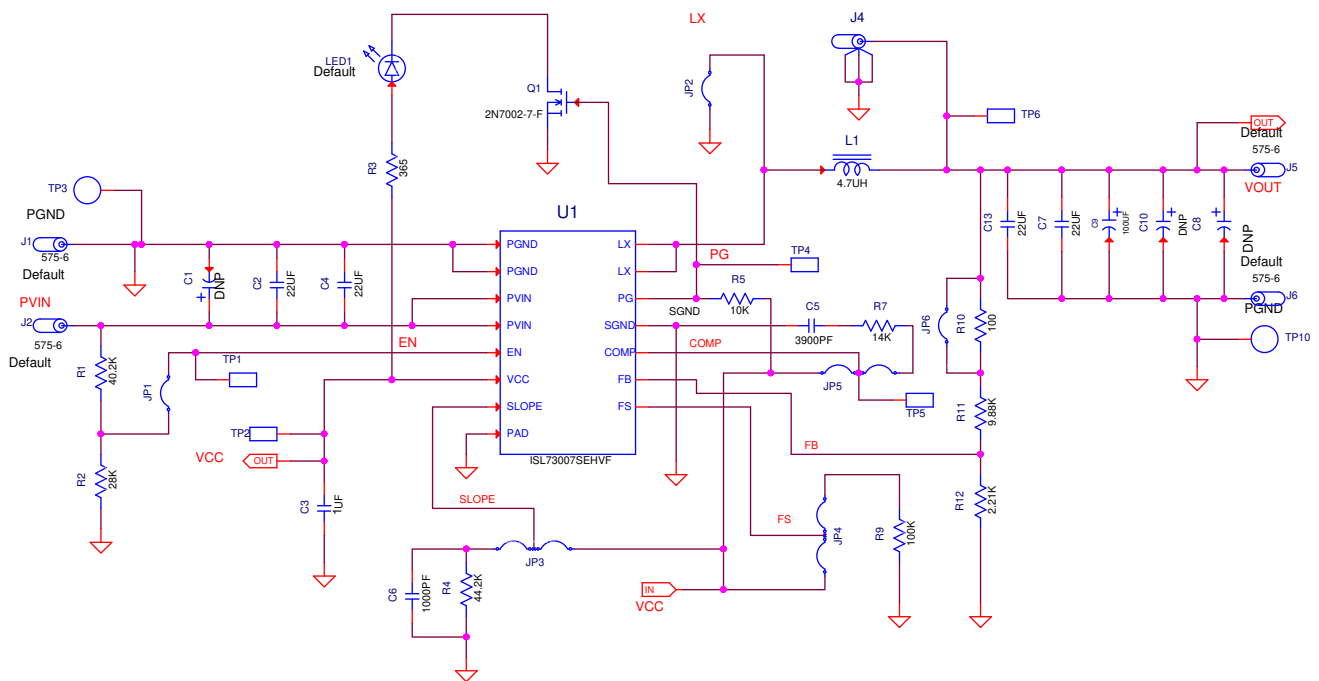 LX
J4
LED1
Default
Q1
2N7002-7-F
JP2
TP6
OUT
Default
575-6
J5
VOUT
L1
4.7UH
R3
365
TP3
PGND
J1
575-6
Default
C1
DNP
C2
22UF
C4
22UF
PVIN
J2
575-6
Default
U1
PGND
PGND
PVIN
PVIN
EN
VCC
SLOPE
PAD
LX
LX
PG
SGND
COMP
FB
FS
ISL73007SEHVF
PG
TP4
R5
10K
SGND
C5
3900PF
R7
14K
COMP
JP5
TP5
C13
22UF
C7
22UF
C9
100UF
C10
DNP
C8
DNP
Default
575-6
J6
PGND
TP10
JP6
R10
100
R11
9.88K
FB
R12
2.21K
EN
TP1
R1
40.2K
JP1
R2
28K
TP2
VCC
OUT
C3
1UF
SLOPE
JP3
C6
1000PF
R4
44.2K
FS
JP4
R9
100K
IN
VCC